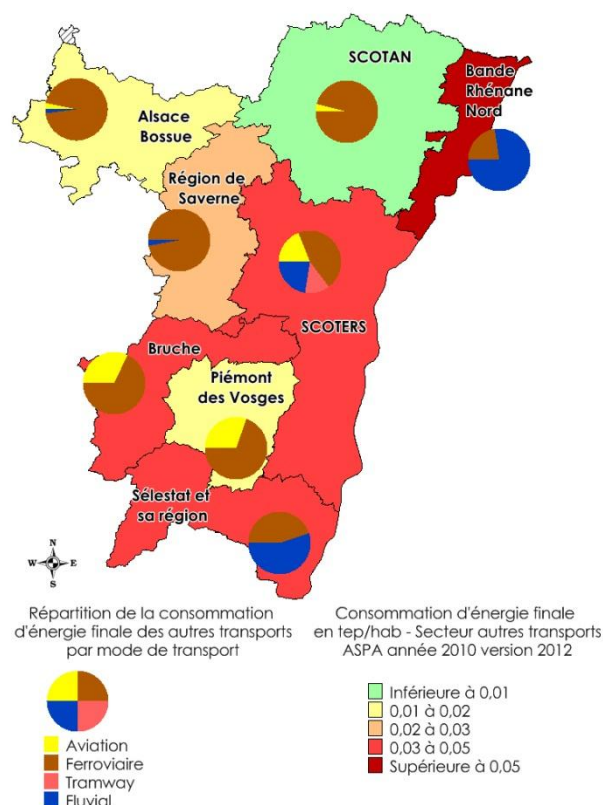 SCOTAN
Bande
Rhénane
Nord
Alsace
Bossue
Région de
Saverne
SCOTERS
Bruche
Piémont
des Vosges
Sélestat et
sa région
N
W E
S
Répartition de la consommation
d'énergie finale des autres transports
par mode de transport
Consommation d'énergie finale
en tep/hab - Secteur autres transports
ASPA année 2010 version 2012
Aviation
Ferroviaire
Tramway
Fluvial
Inférieure à 0,01
0,01 à 0,02
0,02 à 0,03
0,03 à 0,05
Supérieure à 0,05